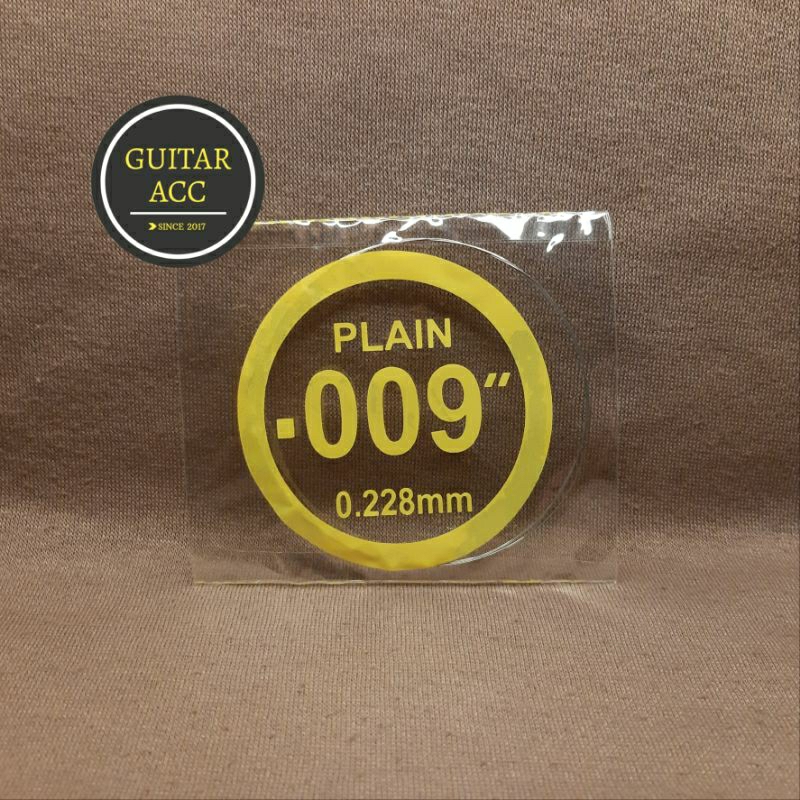 GUITAR
ACC
SINCE 2017
PLAIN
.009"
0.228mm